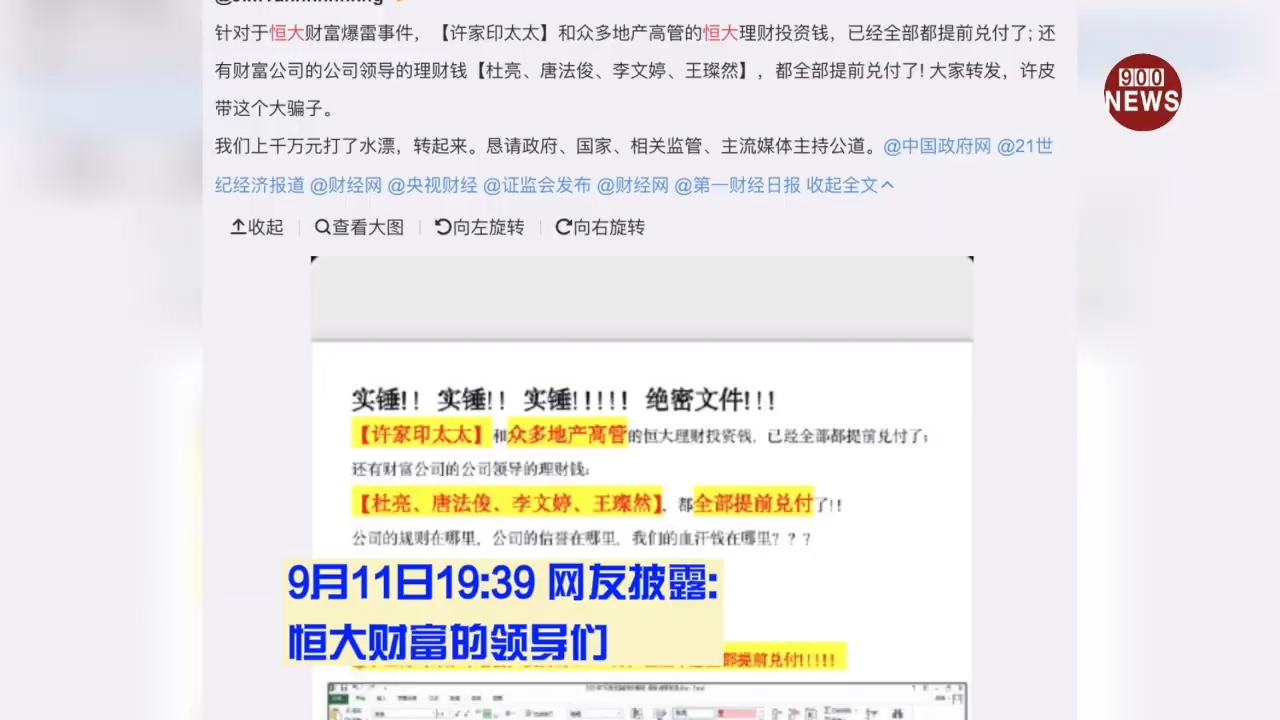 针对于恒大财富爆雷事件，【许家印太太】和众多地产高管的恒大理财投资钱，已经全部都提前兑付了; 还
有财富公司的公司领导的理财钱【杜亮、唐法俊、李文婷、王璨然】，都全部提前兑付了! 大家转发，许皮
带这个大骗子。
我们上千万元打了水漂，转起来。恳请政府、国家、相关监管、主流媒体主持公道。@中国政府网 @21世
纪经济报道 @财经网 @央视财经 @证监会发布 @财经网 @第一财经日报 收起全文
收起 查看大图 向左旋转 向右旋转
900
NEWS
实锤!! 实锤!! 实锤!!!!! 绝密文件!!!
【许家印太太】和众多地产高管的恒大理财投资钱，已经全部都提前兑付了;
还有财富公司的公司领导的理财钱:
【杜亮、唐法俊、李文婷、王璨然】，都全部提前兑付了!!
公司的规则在哪里，公司的信誉在哪里，我们的血汗钱在哪里? ? ?
9月11日19:39 网友披露:
恒大财富的领导们
部提前兑付!!!!!